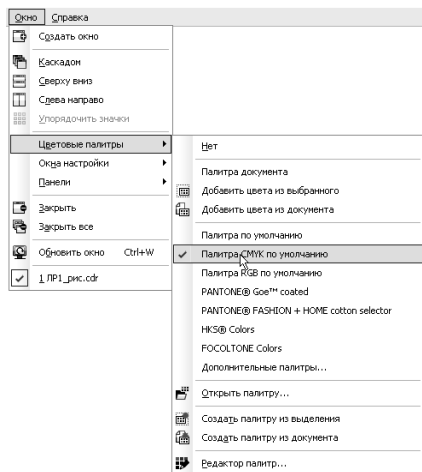 Окно Справка
Создать окно
Каскадом
Сверху вниз
Слева направо
Упорядочить значки
Цветовые палитры
Окна настройки
Панели
Закрыть
Закрыть все
Обновить окно Ctrl+W
1 ЛР1_рис.cdr
Нет
Палитра документа
Добавить цвета из выбранного
Добавить цвета из документа
Палитра по умолчанию
Палитра CMYK по умолчанию
Палитра RGB по умолчанию
PANTONE® Goe™ coated
PANTONE® FASHION + HOME cotton selector
HKS® Colors
FOCOLTONE Colors
Дополнительные палитры...
Открыть палитру...
Создать палитру из выделения
Создать палитру из документа
Редактор палитр...